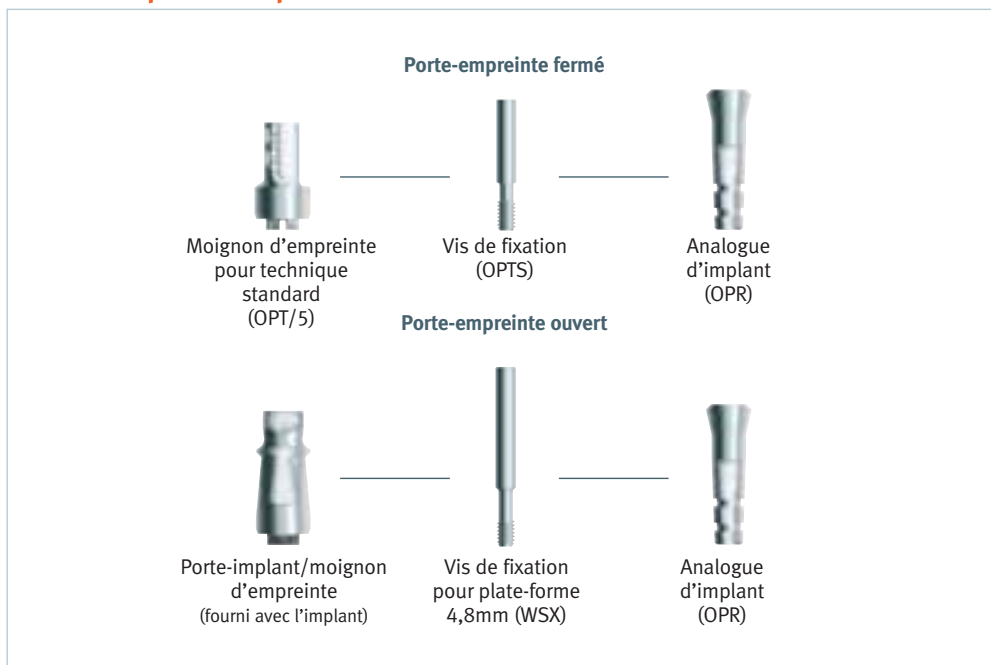 Porte-empreinte fermé
Moignon d’empreinte
pour technique
standard
(OPT/5)
Vis de fixation
(OPTS)
Analogue
d’implant
(OPR)
Porte-empreinte ouvert
Porte-implant/moignon
d’empreinte
(fourni avec l’implant)
Vis de fixation
pour plate-forme
4,8mm (WSX)
Analogue
d’implant
(OPR)